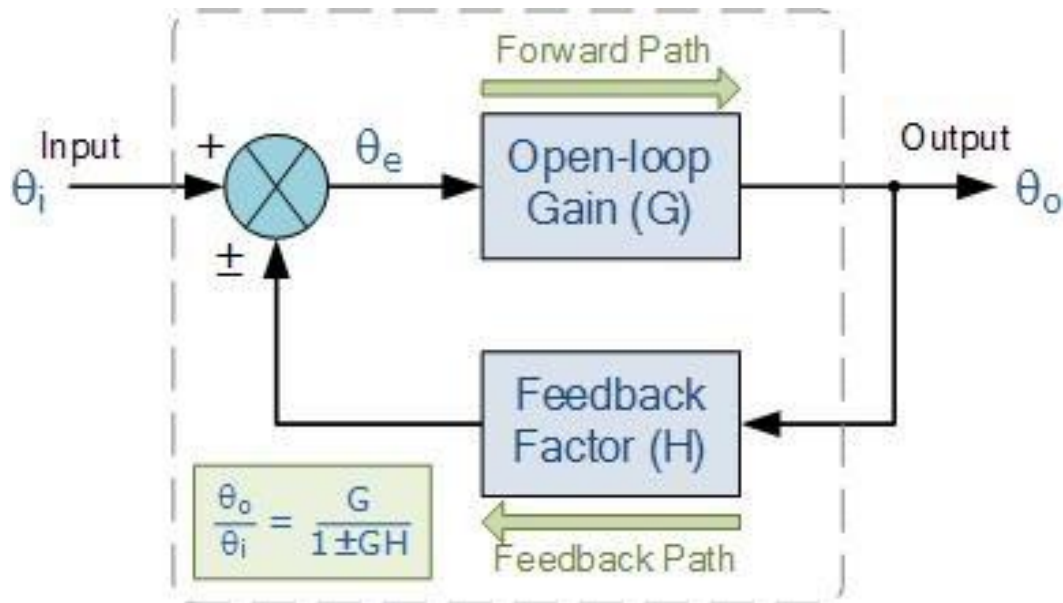 Forward Path
Input
+
θe
Open-loop
Gain (G)
Output
θi
θo
±
Feedback
Factor (H)
θo/θi = G/1±GH
Feedback Path